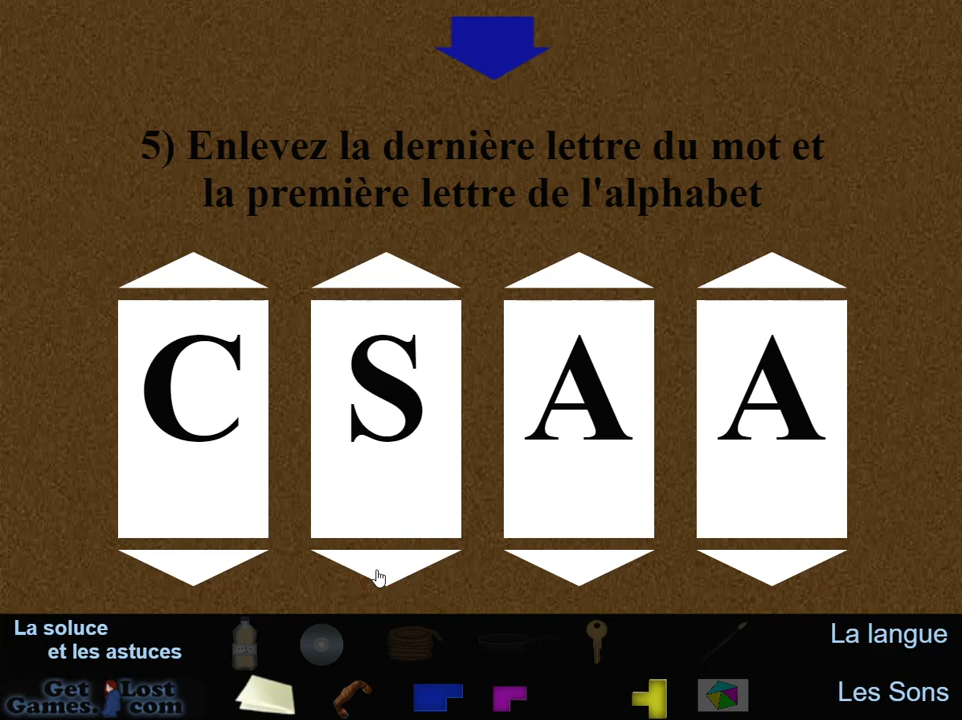 5) Enlevez la dernière lettre du mot et
la première lettre de l'alphabet
C S A A
La soluce
et les astuces
La langue
Get Lost
Games.com
Les Sons